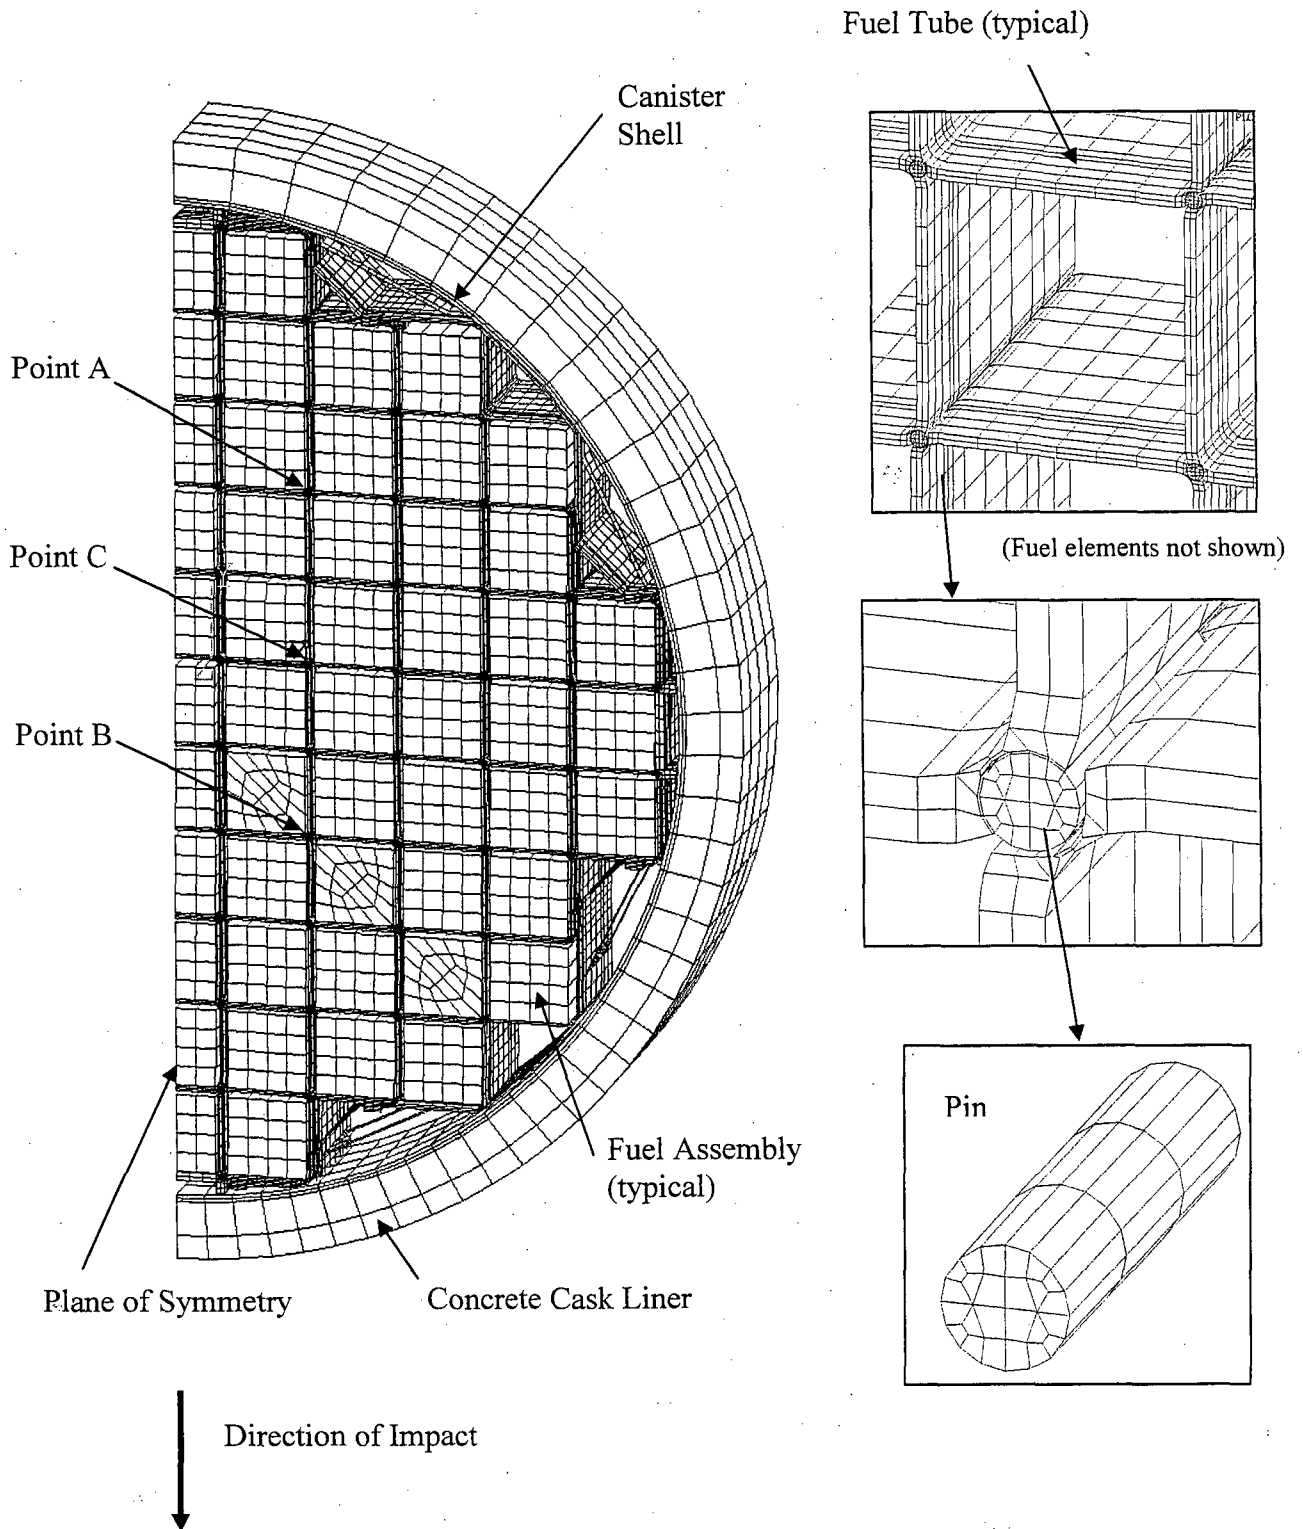 Fuel Tube (typical)
Canister
Shell
Point A
Point C
(Fuel elements not shown)
Point B
Pin
Fuel Assembly
(typical)
Plane of Symmetry
Concrete Cask Liner
Direction of Impact